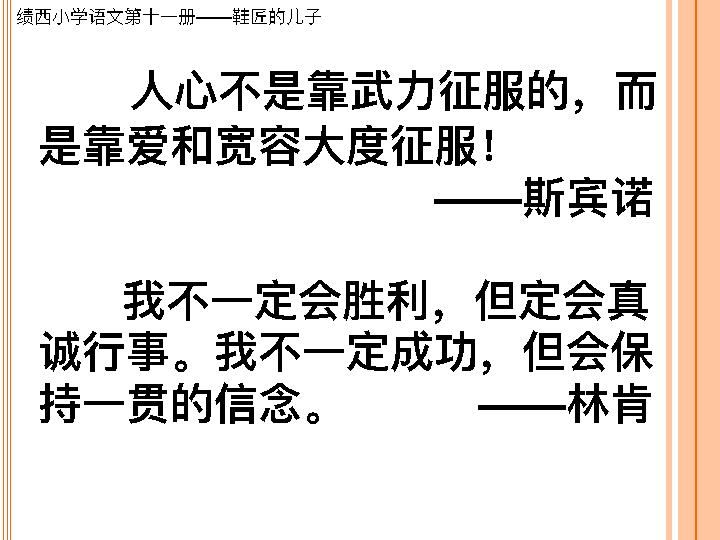 绩西小学语文第十一册——鞋匠的儿子
人心不是靠武力征服的，而
是靠爱和宽容大度征服！
——斯宾诺
我不一定会胜利，但定会真
诚行事。我不一定成功，但会保
持一贯的信念。 ——林肯